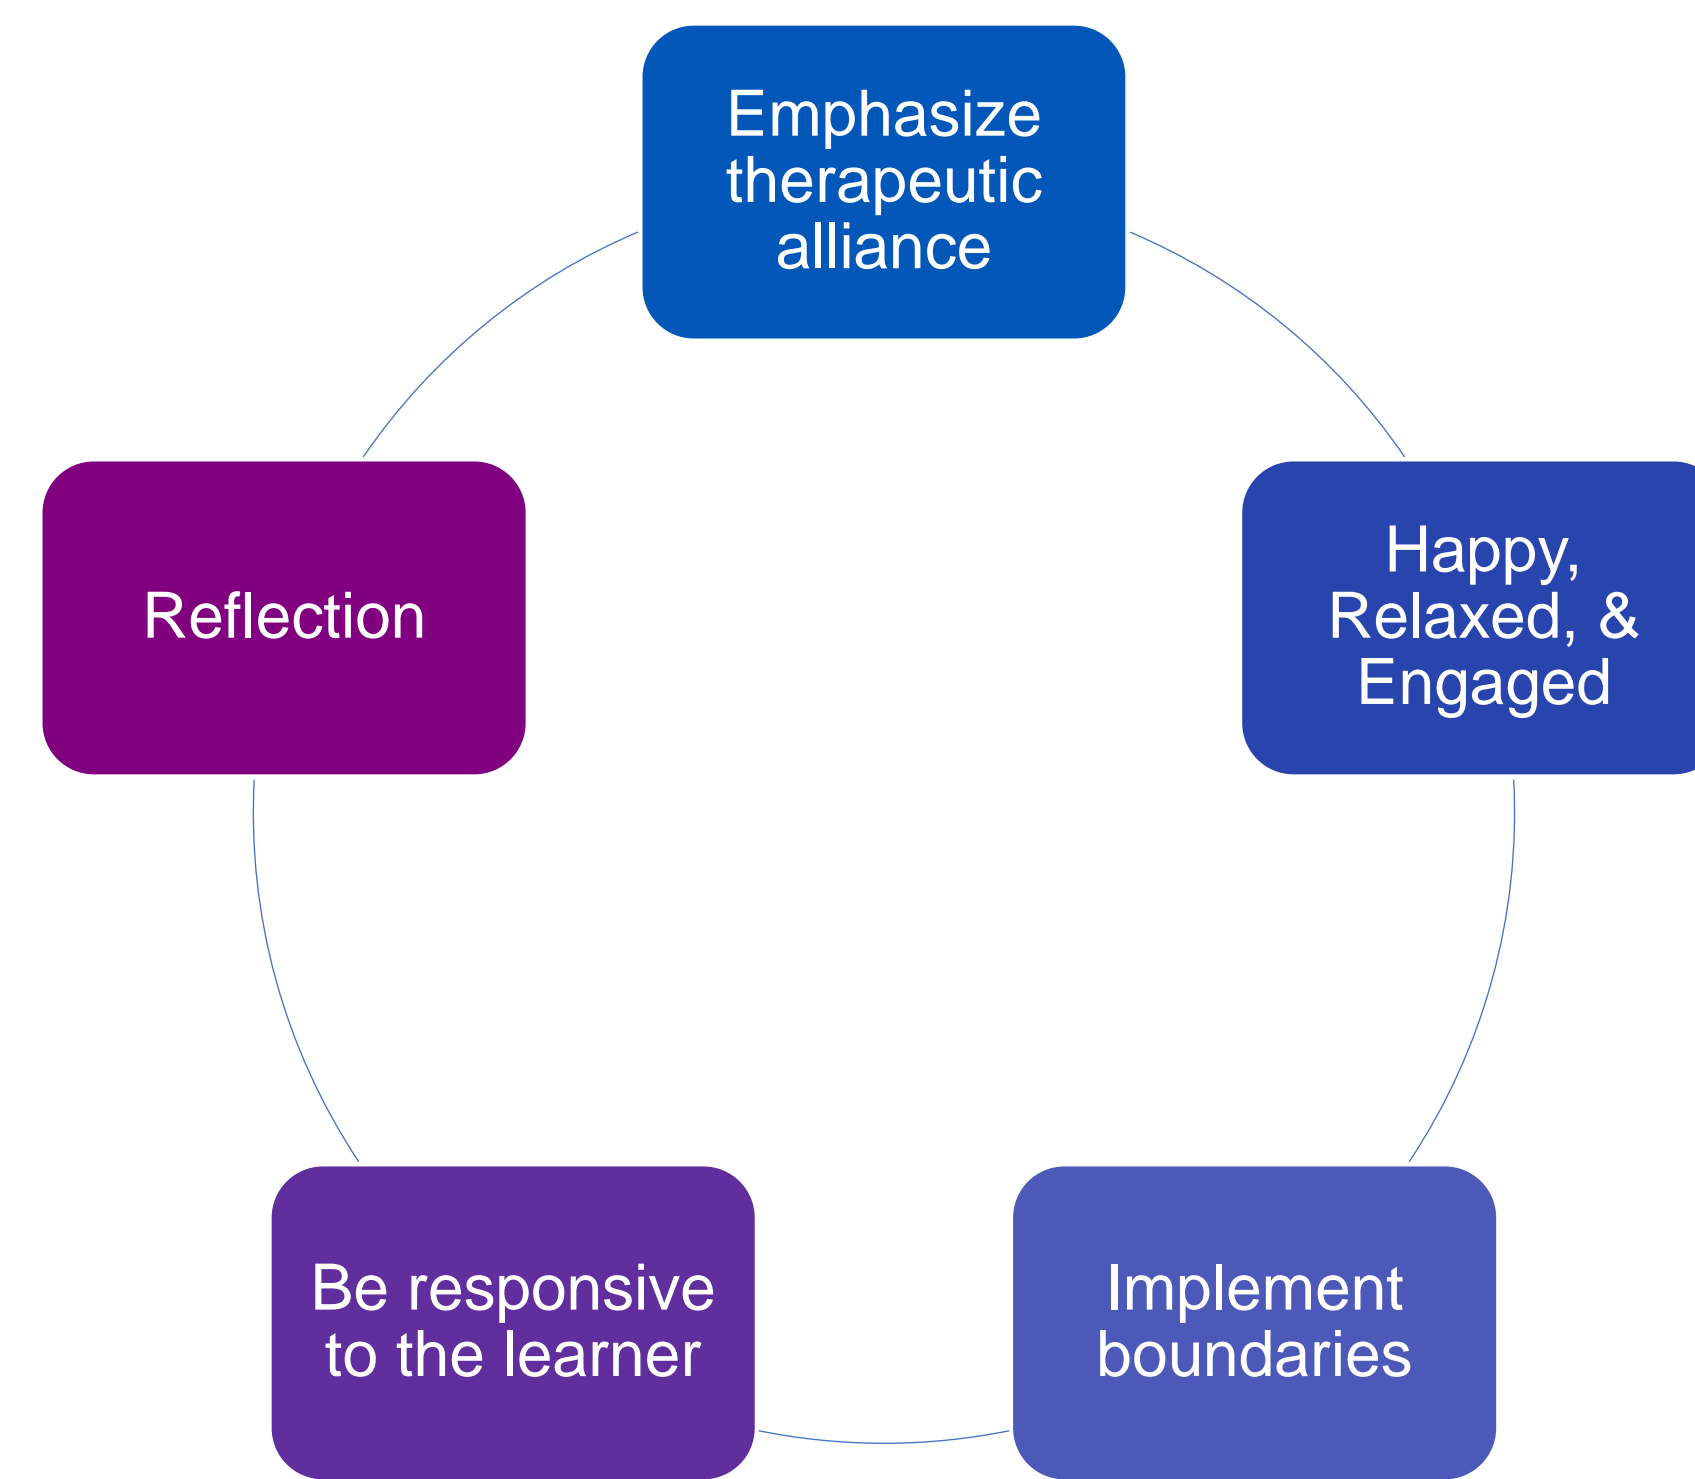 Emphasize
therapeutic
alliance
Happy,
Relaxed, &
Engaged
Implement
boundaries
Be responsive
to the learner
Reflection